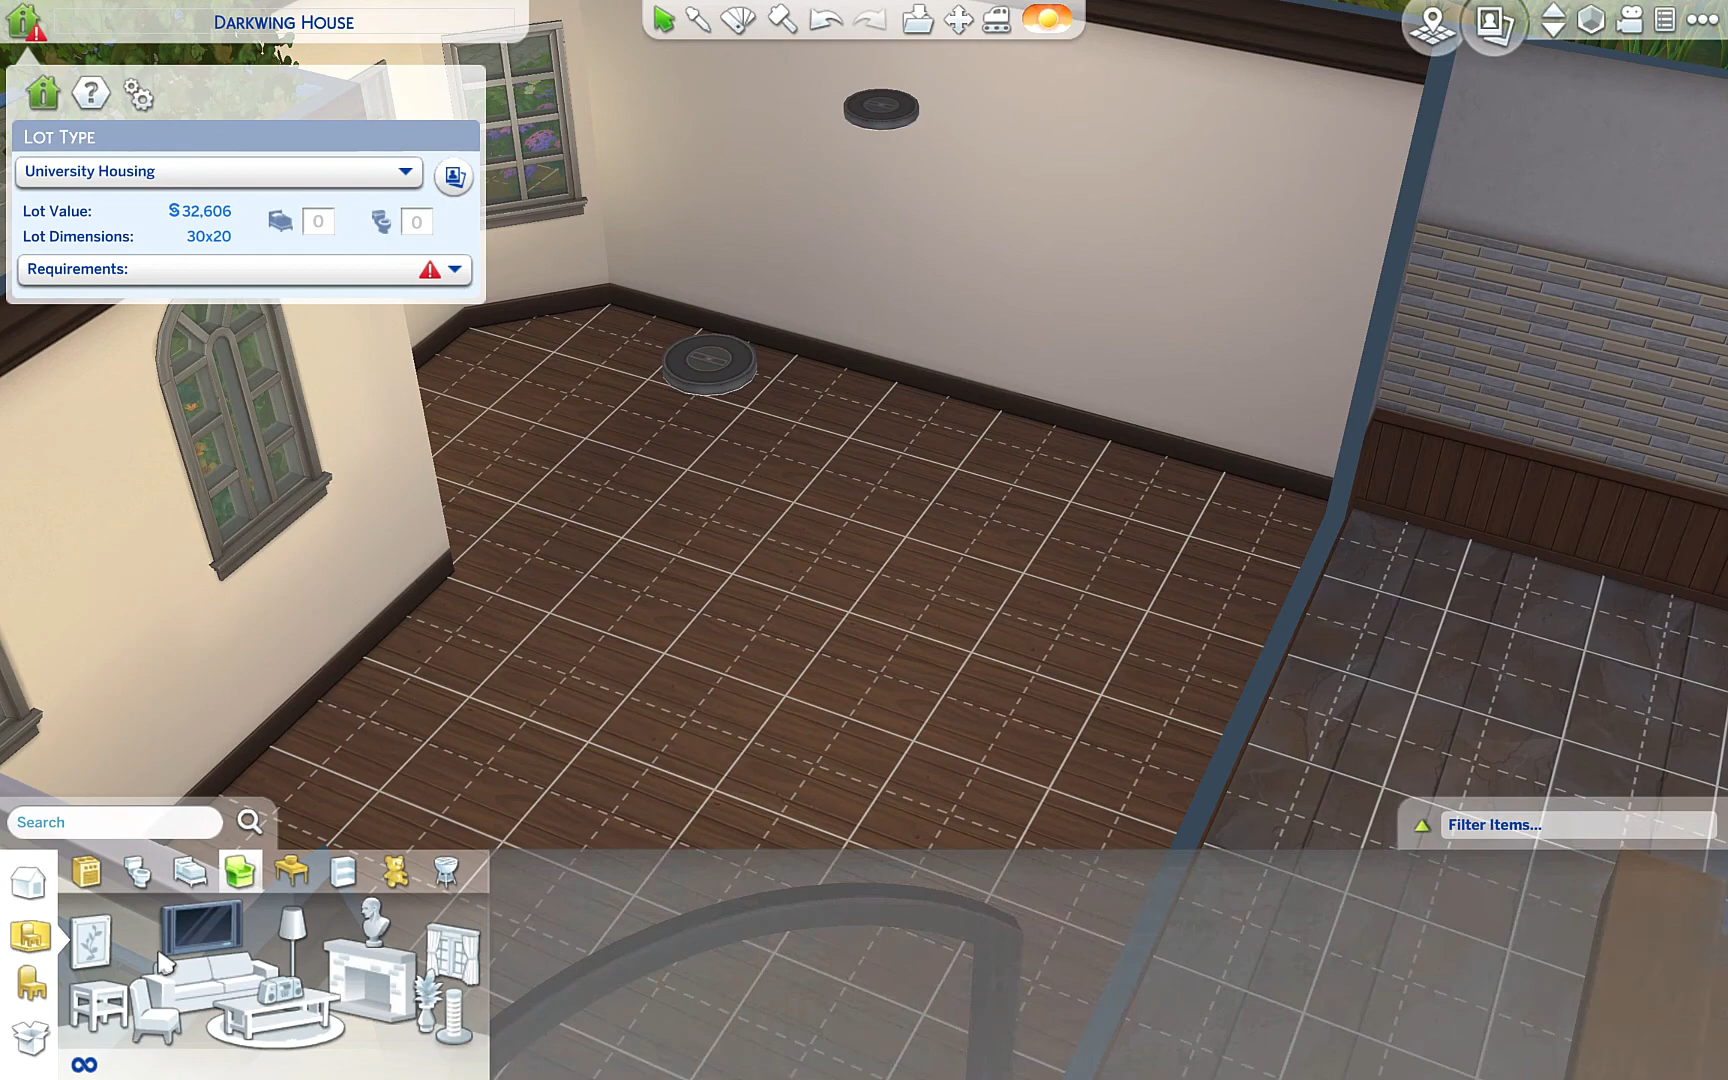 DARKWING HOUSE
?
LOT TYPE
University Housing
Lot Value: §32,606 0 0
Lot Dimensions: 30x20
Requirements:
Search
Filter Items...